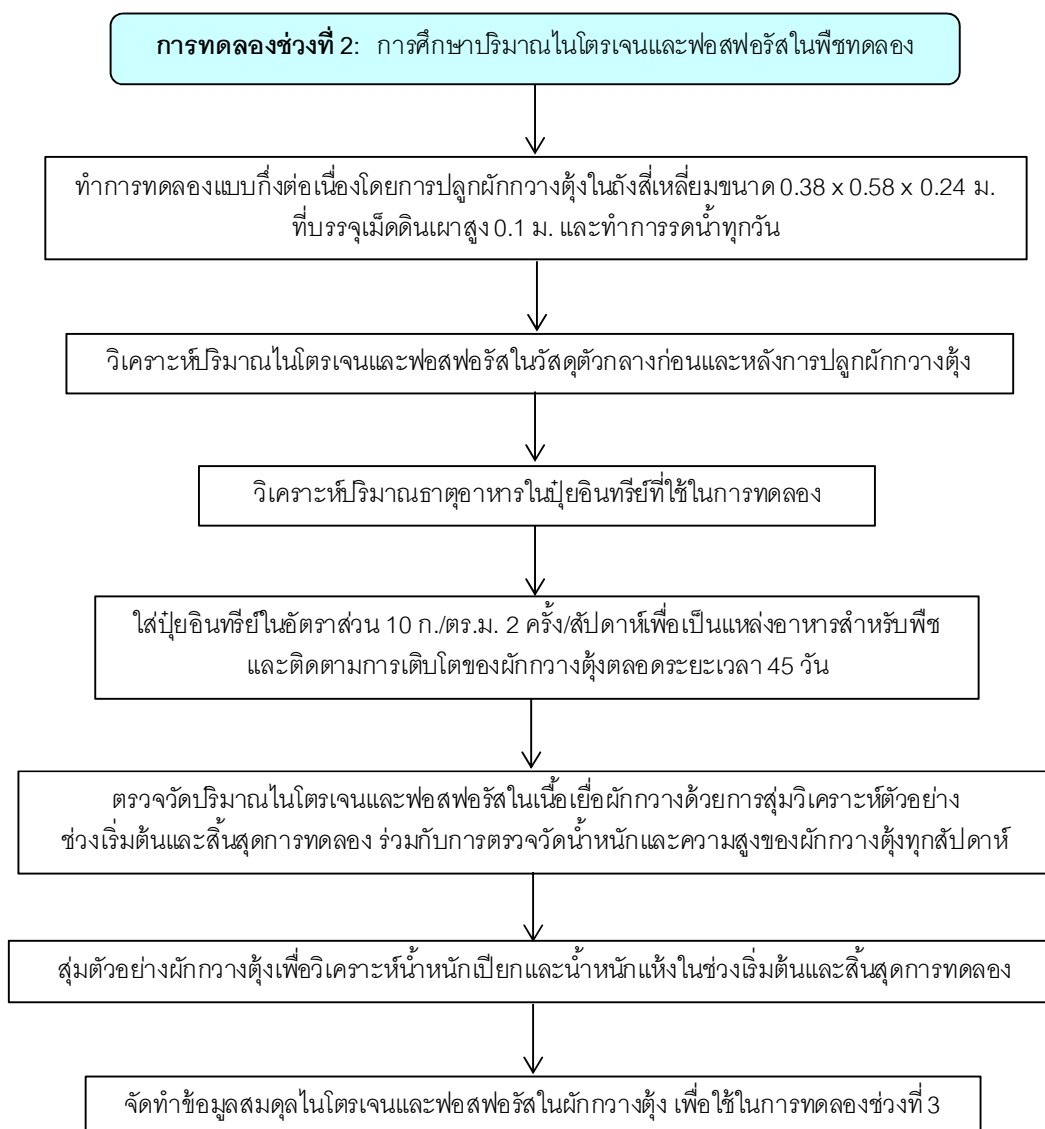 การทดลองช่วงที่ 2: การศึกษาปริมาณไนโตรเจนและฟอสฟอรัสในพืชทดลอง
ทำการทดลองแบบกึ่งต่อเนื่องโดยการปลูกผักกวางตุ้งในถังสี่เหลี่ยมขนาด 0.38 x 0.58 x 0.24 ม.
ที่บรรจุเม็ดดินเผาสูง 0.1 ม. และทำการรดน้ำทุกวัน
วิเคราะห์ปริมาณไนโตรเจนและฟอสฟอรัสในวัสดุตัวกลางก่อนและหลังการปลูกผักกวางตุ้ง
วิเคราะห์ปริมาณธาตุอาหารในปุ๋ยอินทรีย์ที่ใช้ในการทดลอง
ใส่ปุ๋ยอินทรีย์ในอัตราส่วน 10 ก./ตร.ม. 2 ครั้ง/สัปดาห์เพื่อเป็นแหล่งอาหารสำหรับพืช
และติดตามการเติบโตของผักกวางตุ้งตลอดระยะเวลา 45 วัน
ตรวจวัดปริมาณไนโตรเจนและฟอสฟอรัสในเนื้อเยื่อผักกวางด้วยการสุ่มวิเคราะห์ตัวอย่าง
ช่วงเริ่มต้นและสิ้นสุดการทดลอง ร่วมกับการตรวจวัดน้ำหนักและความสูงของผักกวางตุ้งทุกสัปดาห์
สุ่มตัวอย่างผักกวางตุ้งเพื่อวิเคราะห์น้ำหนักเปียกและน้ำหนักแห้งในช่วงเริ่มต้นและสิ้นสุดการทดลอง
จัดทำข้อมูลสมดุลไนโตรเจนและฟอสฟอรัสในผักกวางตุ้ง เพื่อใช้ในการทดลองช่วงที่ 3